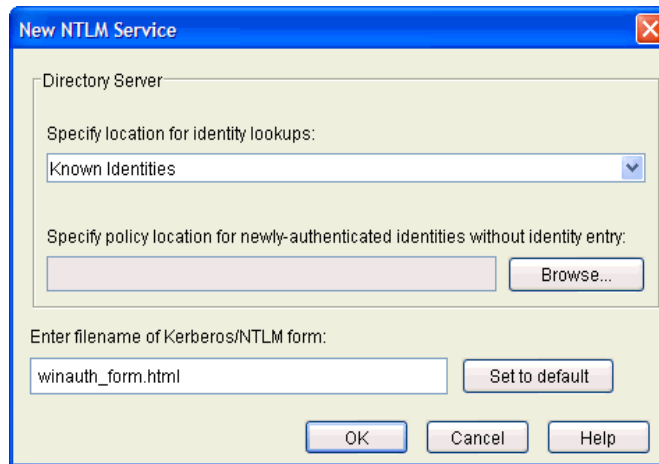 New NTLM Service
Directory Server
Specify location for identity lookups:
Known Identities
Specify policy location for newly-authenticated identities without identity entry:
Browse...
Enter filename of Kerberos/NTLM form:
winauth_form.html
Set to default
OK
Cancel
Help